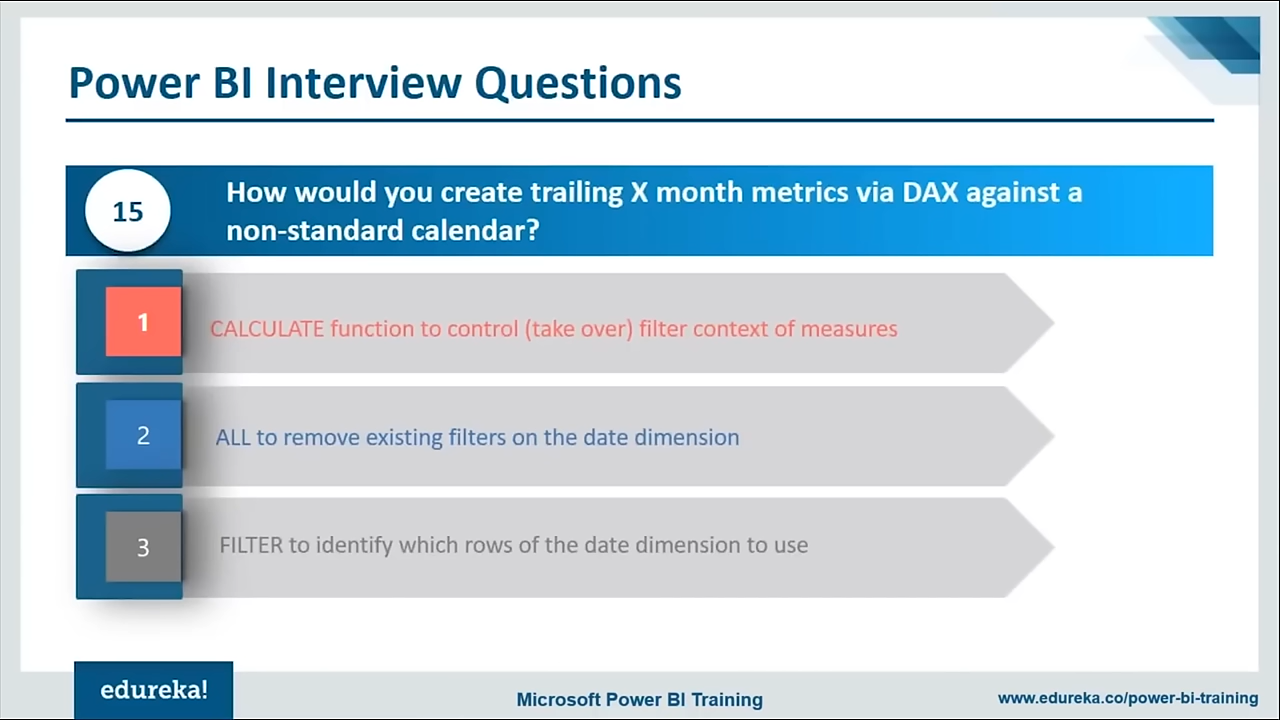 Power BI Interview Questions
15
How would you create trailing X month metrics via DAX against a
non-standard calendar?
1
CALCULATE function to control (take over) filter context of measures
2
ALL to remove existing filters on the date dimension
3
FILTER to identify which rows of the date dimension to use
edureka!
Microsoft Power BI Training
www.edureka.co/power-bi-training